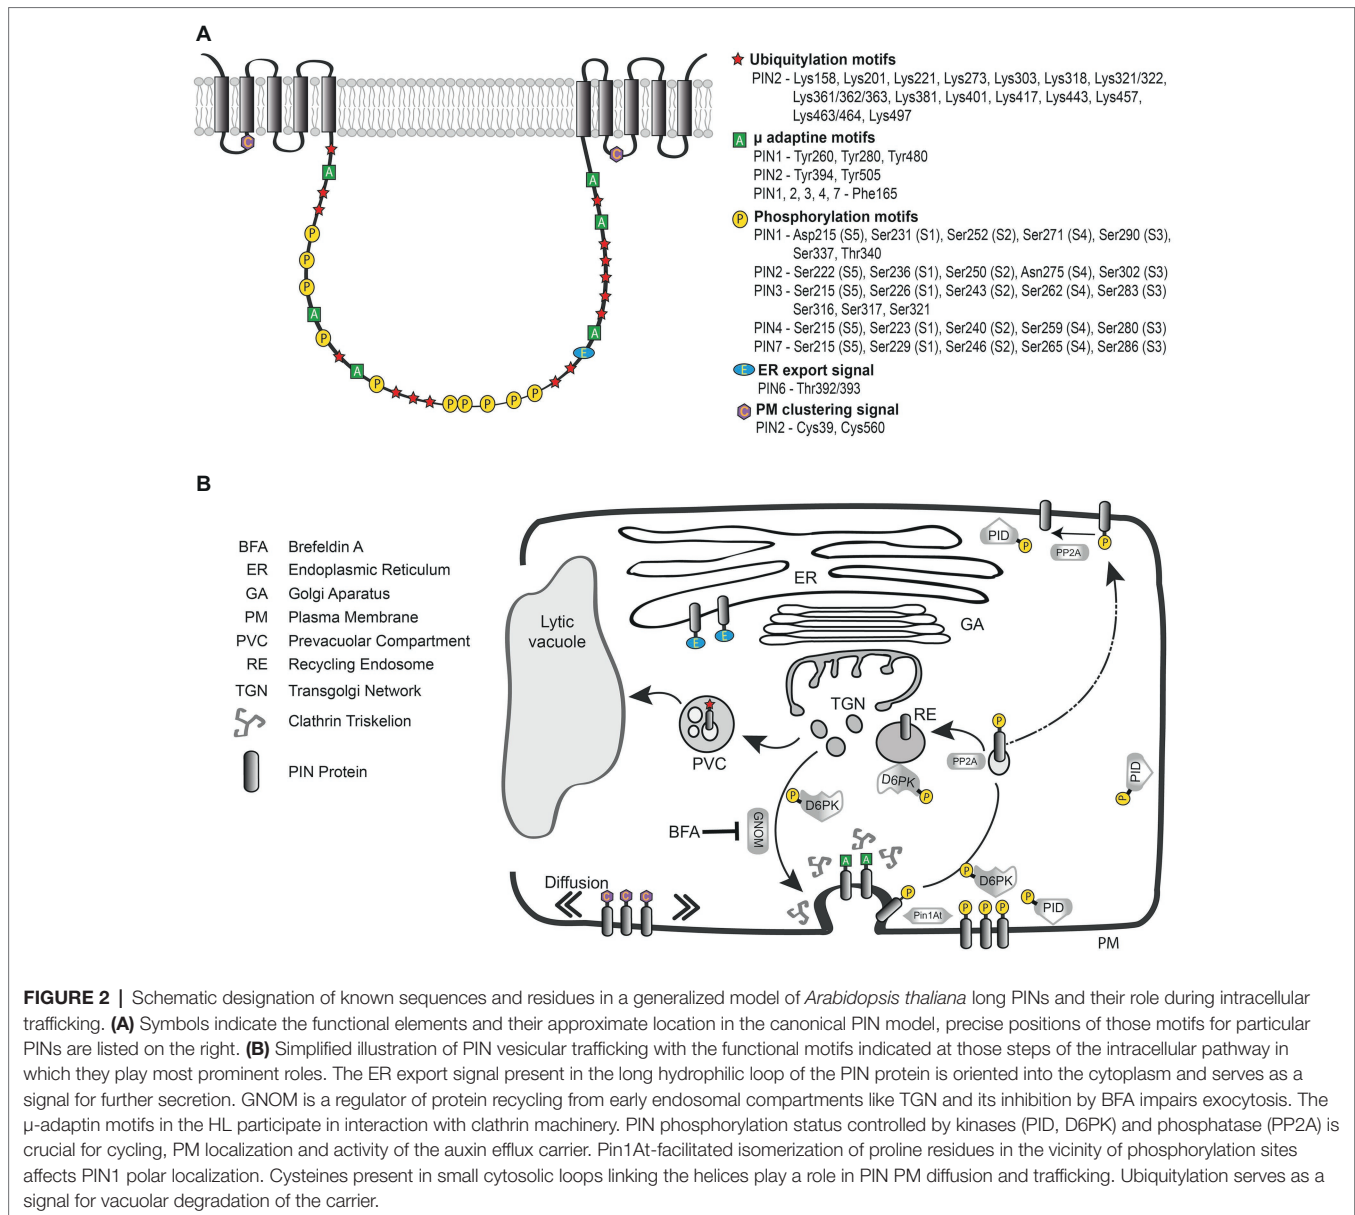 A
Ubiquitylation motifs
PIN2 - Lys158, Lys201, Lys221, Lys273, Lys303, Lys318, Lys321/322,
Lys361/362/363, Lys381, Lys401, Lys417, Lys443, Lys457,
Lys463/464, Lys497
A
μ adaptine motifs
PIN1 - Tyr260, Tyr280, Tyr480
PIN2 - Tyr394, Tyr505
PIN1, 2, 3, 4, 7 - Phe165
P
Phosphorylation motifs
PIN1 - Asp215 (S5), Ser231 (S1), Ser252 (S2), Ser271 (S4), Ser290 (S3),
Ser337, Thr340
PIN2 - Ser222 (S5), Ser236 (S1), Ser250 (S2), Asn275 (S4), Ser302 (S3)
PIN3 - Ser215 (S5), Ser226 (S1), Ser243 (S2), Ser262 (S4), Ser283 (S3)
Ser316, Ser317, Ser321
PIN4 - Ser215 (S5), Ser223 (S1), Ser240 (S2), Ser259 (S4), Ser280 (S3)
PIN7 - Ser215 (S5), Ser229 (S1), Ser246 (S2), Ser265 (S4), Ser286 (S3)
E
ER export signal
PIN6 - Thr392/393
C
PM clustering signal
PIN2 - Cys39, Cys560
C
C
A
A
A
P
P
P
A
P
A
P
P
P
P
P
P
E
A
B
BFA Brefeldin A
ER Endoplasmic Reticulum
GA Golgi Aparatus
PM Plasma Membrane
PVC Prevacuolar Compartment
RE Recycling Endosome
TGN Transgolgi Network
Clathrin Triskelion
PIN Protein
PID
P
PP2A
P
ER
GA
Lytic
vacuole
E
E
TGN
RE
P
PVC
PP2A
D6PK
P
PID
P
P
D6PK
BFA
GNOM
A
A
Diffusion
C
C
C
P
P
D6PK
Pin1At
P
P
P
P
PID
PM
FIGURE 2 | Schematic designation of known sequences and residues in a generalized model of Arabidopsis thaliana long PINs and their role during intracellular
trafficking. (A) Symbols indicate the functional elements and their approximate location in the canonical PIN model, precise positions of those motifs for particular
PINs are listed on the right. (B) Simplified illustration of PIN vesicular trafficking with the functional motifs indicated at those steps of the intracellular pathway in
which they play most prominent roles. The ER export signal present in the long hydrophilic loop of the PIN protein is oriented into the cytoplasm and serves as a
signal for further secretion. GNOM is a regulator of protein recycling from early endosomal compartments like TGN and its inhibition by BFA impairs exocytosis. The
μ-adaptin motifs in the HL participate in interaction with clathrin machinery. PIN phosphorylation status controlled by kinases (PID, D6PK) and phosphatase (PP2A) is
crucial for cycling, PM localization and activity of the auxin efflux carrier. Pin1At-facilitated isomerization of proline residues in the vicinity of phosphorylation sites
affects PIN1 polar localization. Cysteines present in small cytosolic loops linking the helices play a role in PIN PM diffusion and trafficking. Ubiquitylation serves as a
signal for vacuolar degradation of the carrier.